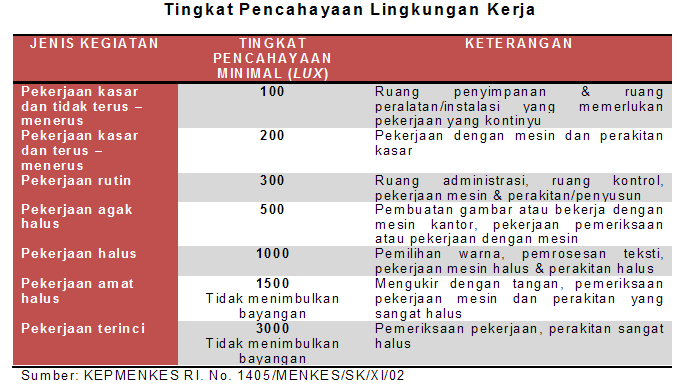 Tingkat Pencahayaan Lingkungan Kerja
JENIS KEGIATAN
TINGKAT
PENCAHAYAAN
MINIMAL (LUX)
KETERANGAN
Pekerjaan kasar
dan tidak terus –
menerus
100
Ruang penyimpanan & ruang
peralatan/instalasi yang memerlukan
pekerjaan yang kontinyu
Pekerjaan kasar
dan terus –
menerus
200
Pekerjaan dengan mesin dan perakitan
kasar
Pekerjaan rutin
300
Ruang administrasi, ruang kontrol,
pekerjaan mesin & perakitan/penyusun
Pekerjaan agak
halus
500
Pembuatan gambar atau bekerja dengan
mesin kantor, pekerjaan pemeriksaan
atau pekerjaan dengan mesin
Pekerjaan halus
1000
Pemilihan warna, pemrosesan teksti,
pekerjaan mesin halus & perakitan halus
Pekerjaan amat
halus
1500
Tidak menimbulkan
bayangan
Mengukir dengan tangan, pemeriksaan
pekerjaan mesin dan perakitan yang
sangat halus
Pekerjaan terinci
3000
Tidak menimbulkan
bayangan
Pemeriksaan pekerjaan, perakitan sangat
halus
Sumber: KEPMENKES RI. No. 1405/MENKES/SK/XI/02